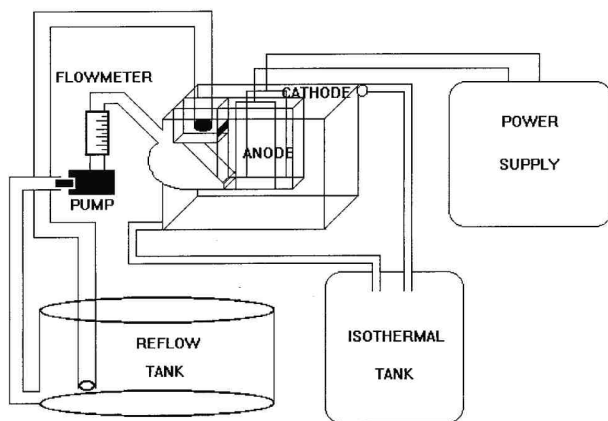 FLOWMETER
CATHODE
ANODE
POWER
SUPPLY
PUMP
REFLOW
TANK
ISOTHERMAL
TANK